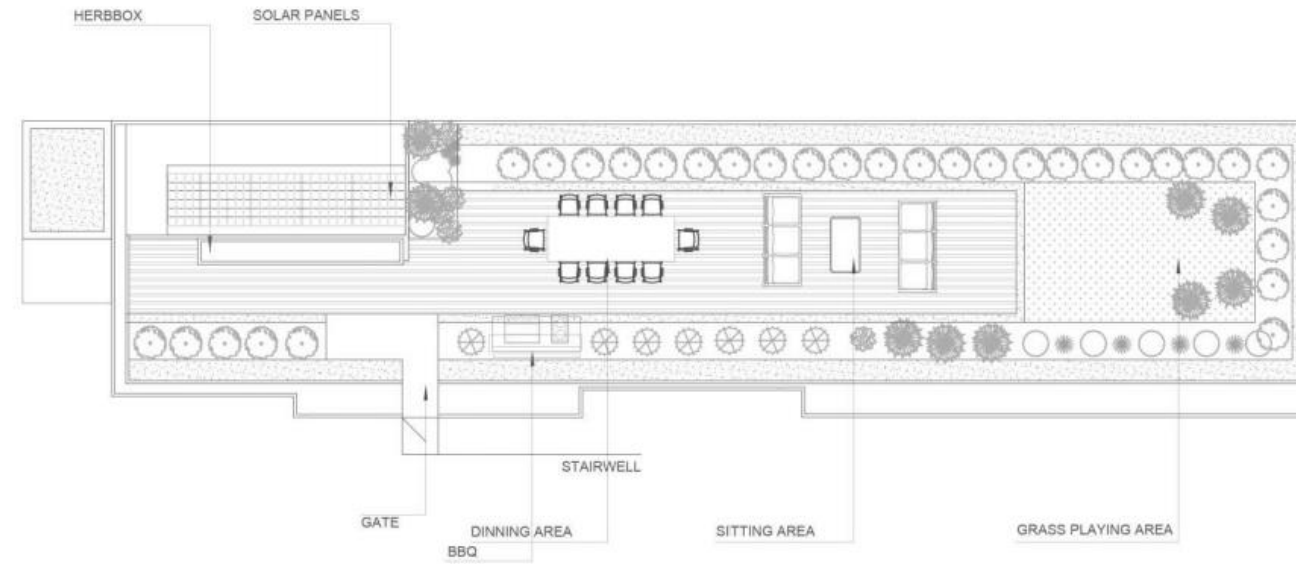 HERBBOX
SOLAR PANELS
STAIRWELL
GATE
DINNING AREA
SITTING AREA
GRASS PLAYING AREA
BBQ